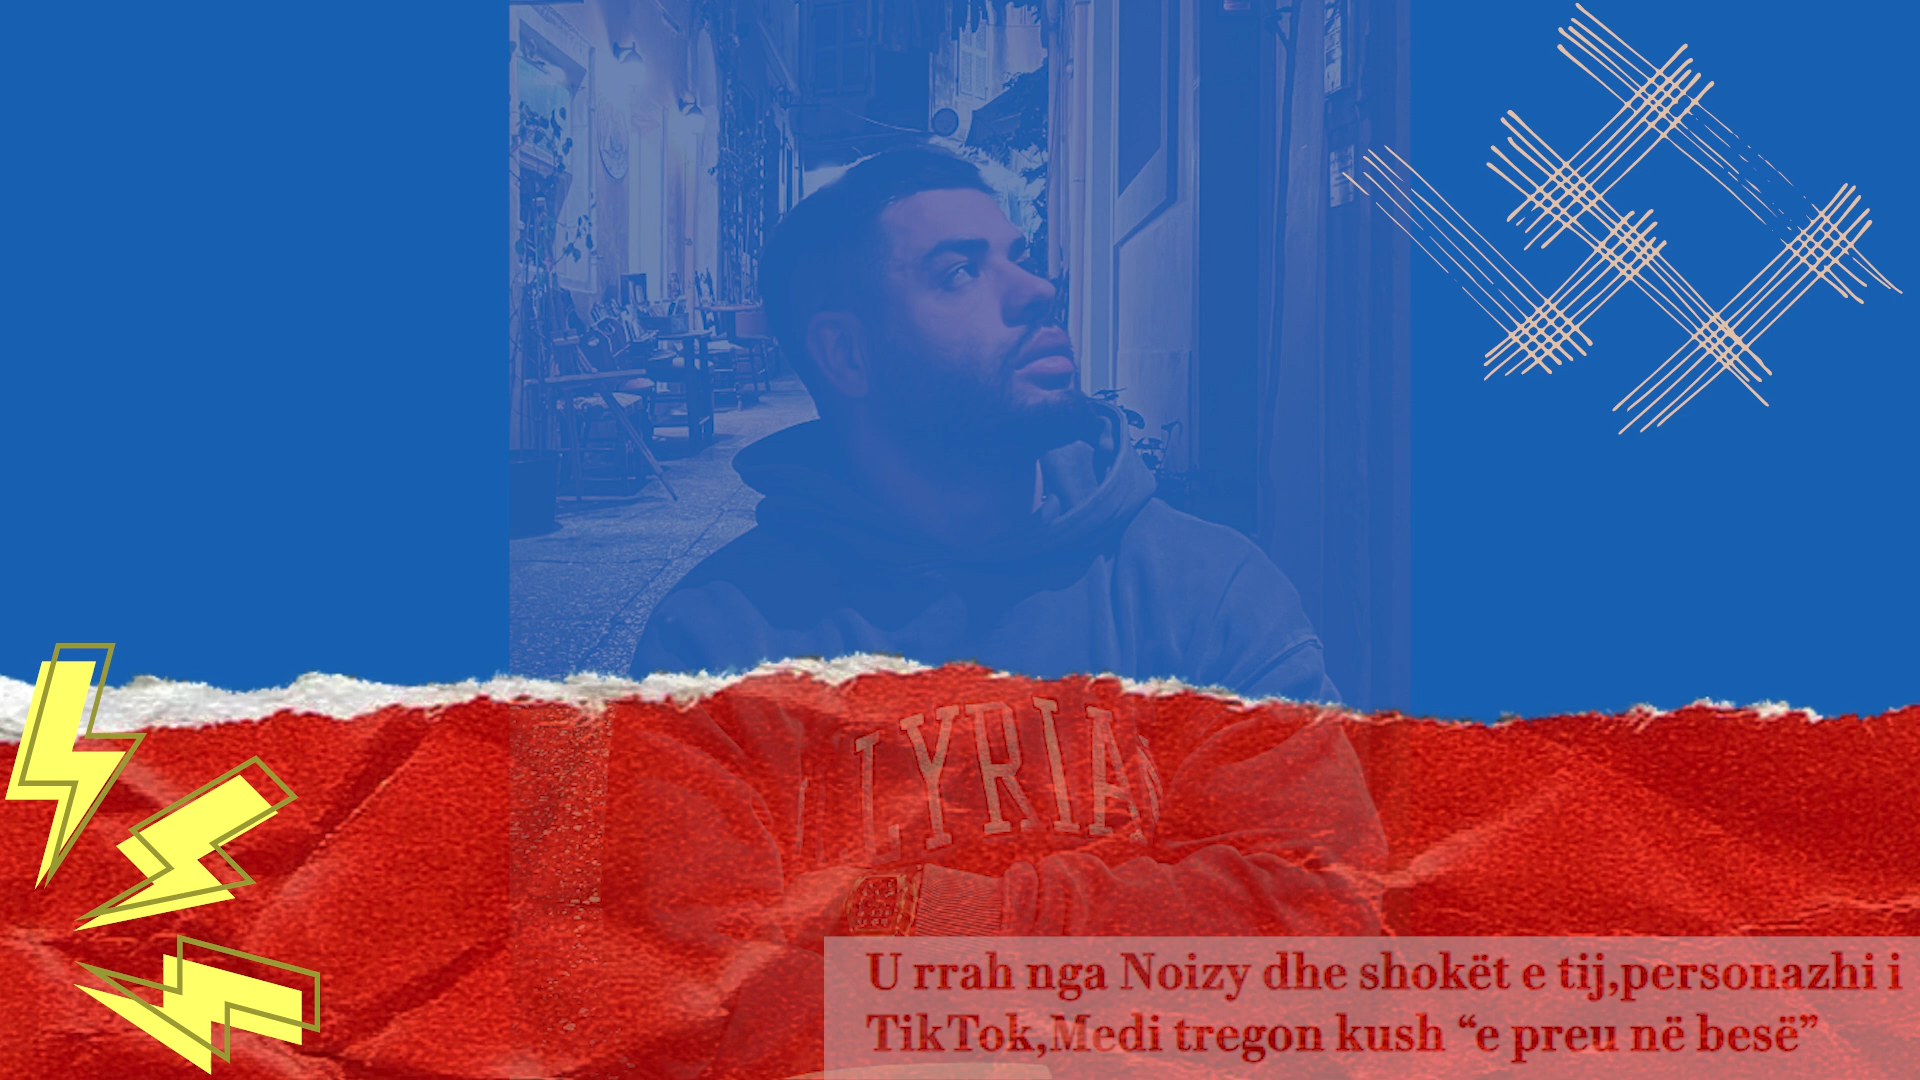 LYRIA
U rrah nga Noizy dhe shokët e tij,personazhi i
TikTok,Medi tregon kush “e preu në besë”